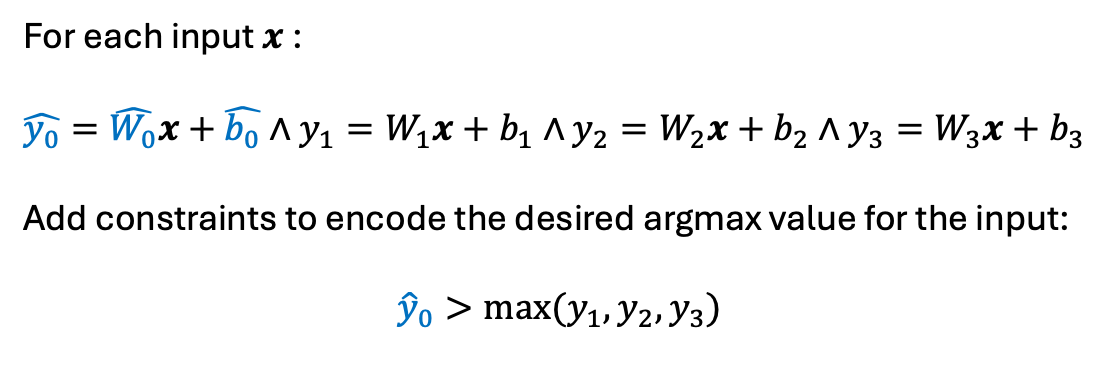 For each input x :
ŷ₀ = Ŵ₀x + b̂₀ ∧ y₁ = W₁x + b₁ ∧ y₂ = W₂x + b₂ ∧ y₃ = W₃x + b₃
Add constraints to encode the desired argmax value for the input:
ŷ₀ > max(y₁, y₂, y₃)